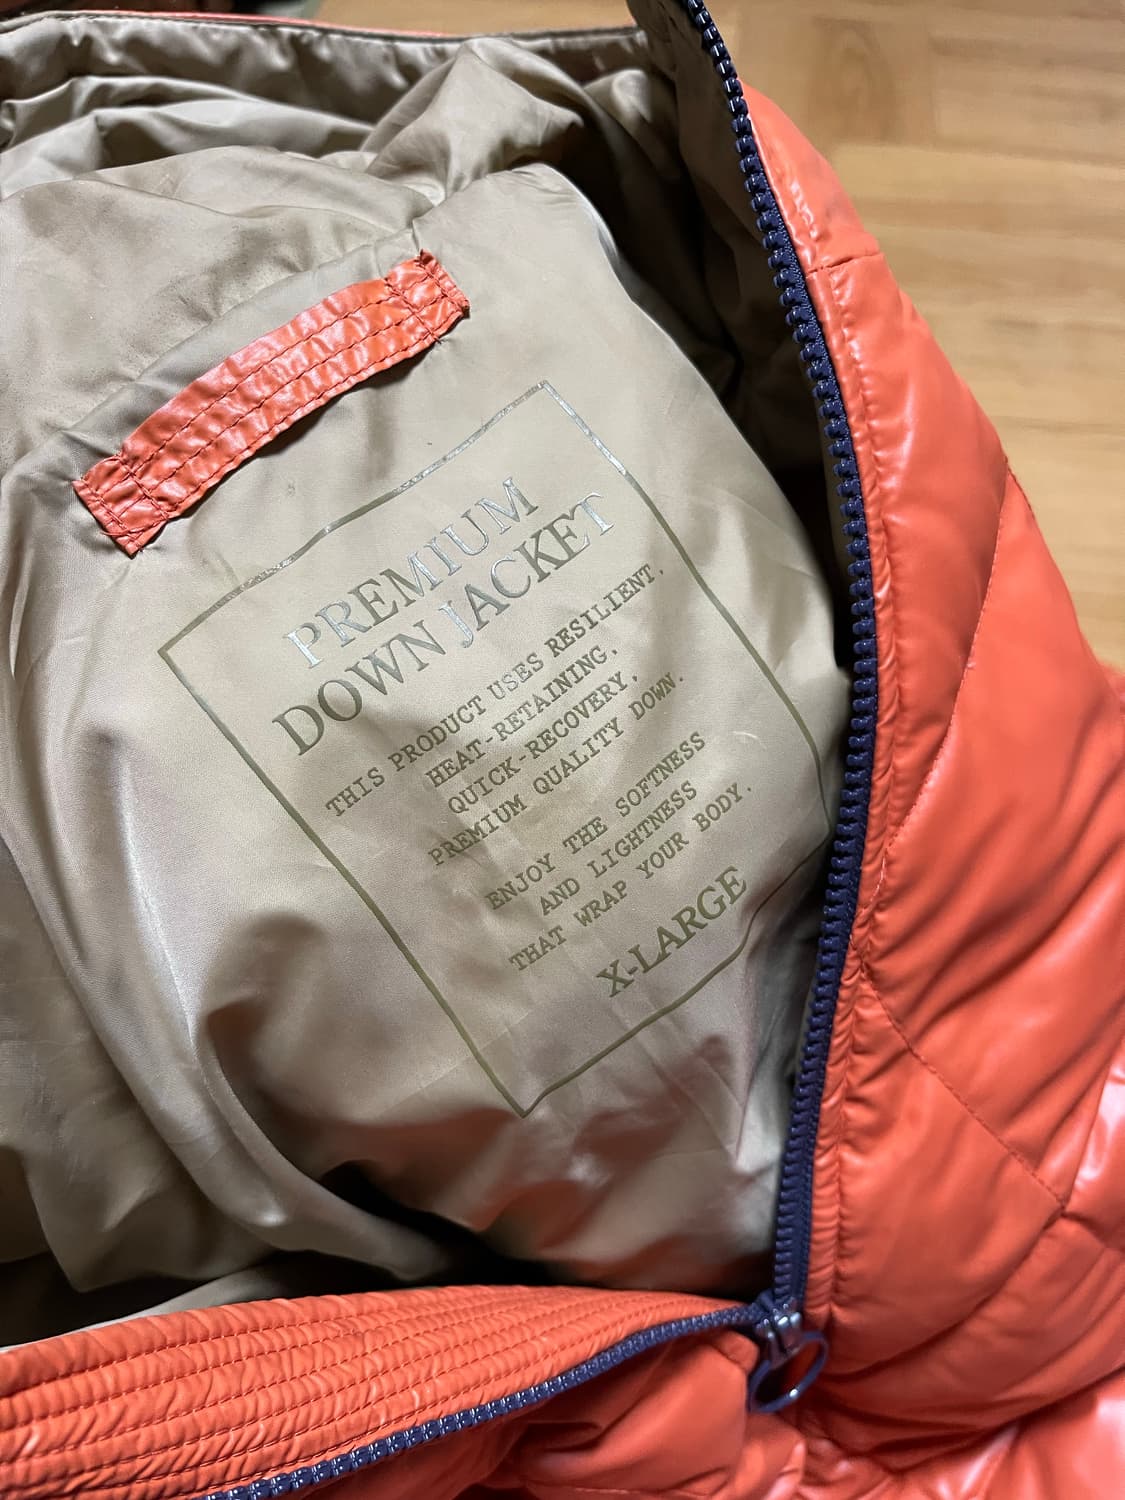 PREMIUM
DOWN JACKET
THIS PRODUCT USES RESILIENT.
HEAT-RETAINING.
QUICK-RECOVERY,
PREMIUM QUALITY DOWN.
ENJOY THE SOFTNESS
AND LIGHTNESS
THAT WRAP YOUR BODY.
X-LARGE